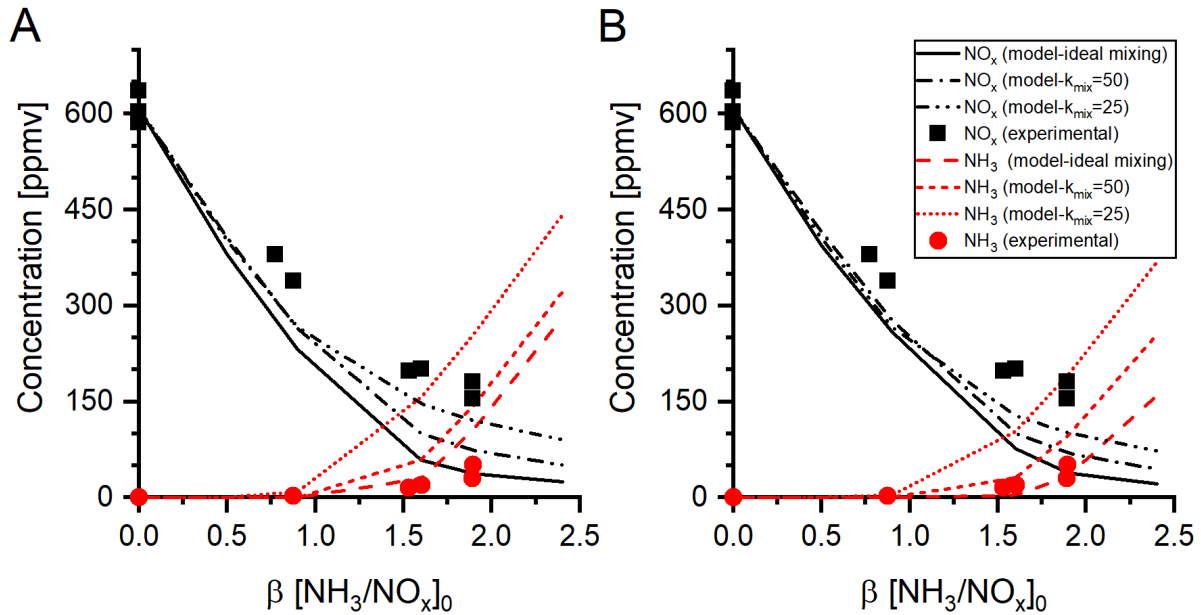 A
Concentration [ppmv]
600
450
300
150
0
0.0 0.5 1.0 1.5 2.0 2.5
β [NH₃/NOₓ]₀
B
Concentration [ppmv]
600
450
300
150
0
0.0 0.5 1.0 1.5 2.0 2.5
β [NH₃/NOₓ]₀
NOₓ (model-ideal mixing)
NOₓ (model-kmix=50)
NOₓ (model-kmix=25)
NOₓ (experimental)
NH₃ (model-ideal mixing)
NH₃ (model-kmix=50)
NH₃ (model-kmix=25)
NH₃ (experimental)